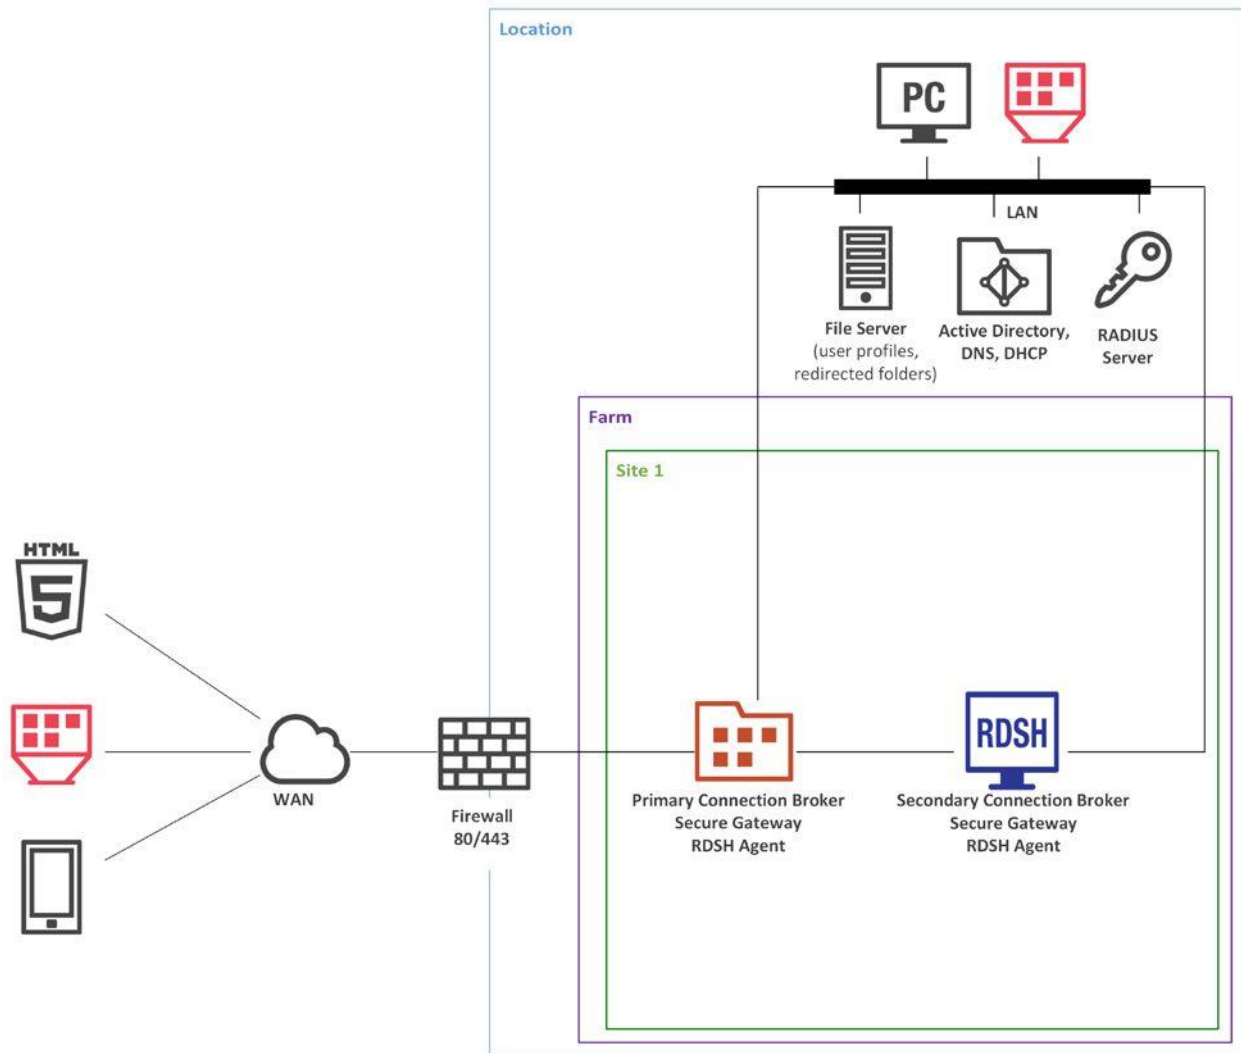 Location
PC
LAN
File Server
(user profiles,
redirected folders)
Active Directory,
DNS, DHCP
RADIUS
Server
Farm
Site 1
HTML
5
WAN
Firewall
80/443
Primary Connection Broker
Secure Gateway
RDSH Agent
RDSH
Secondary Connection Broker
Secure Gateway
RDSH Agent